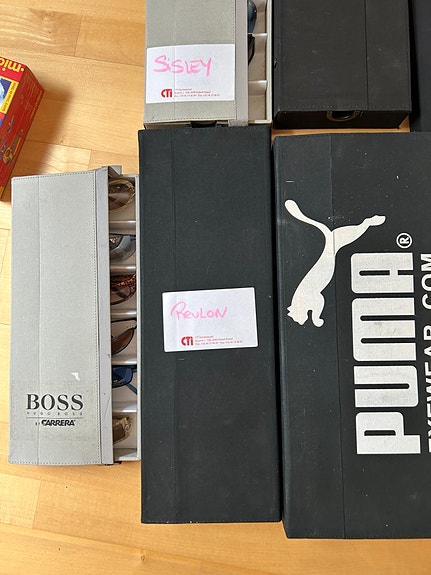 SISLEY
CTI
REVLON
CTI
BOSS
HUGO BOSS
BY CARRERA
PUMA®
EYEWEAR.COM